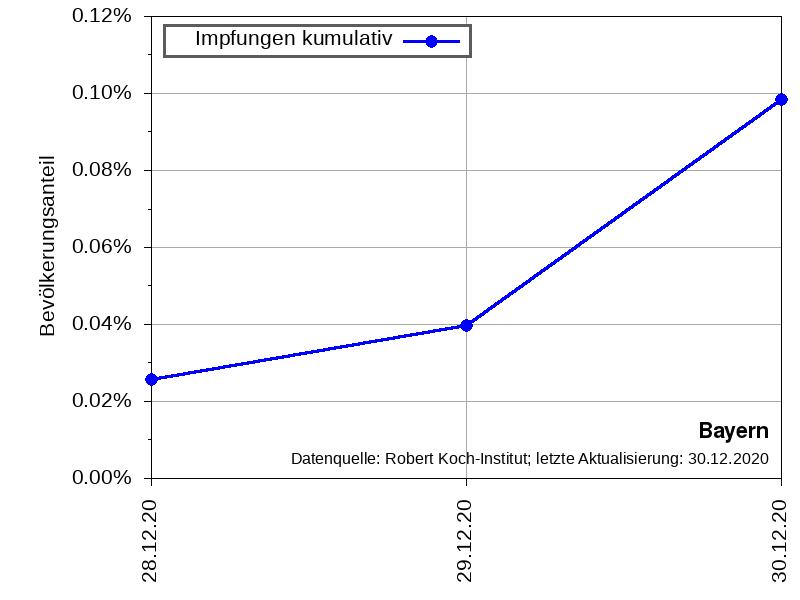 0.12%
Impfungen kumulativ
0.10%
0.08%
0.06%
0.04%
0.02%
0.00%
Bevölkerungsanteil
Bayern
Datenquelle: Robert Koch-Institut; letzte Aktualisierung: 30.12.2020
28.12.20
29.12.20
30.12.20